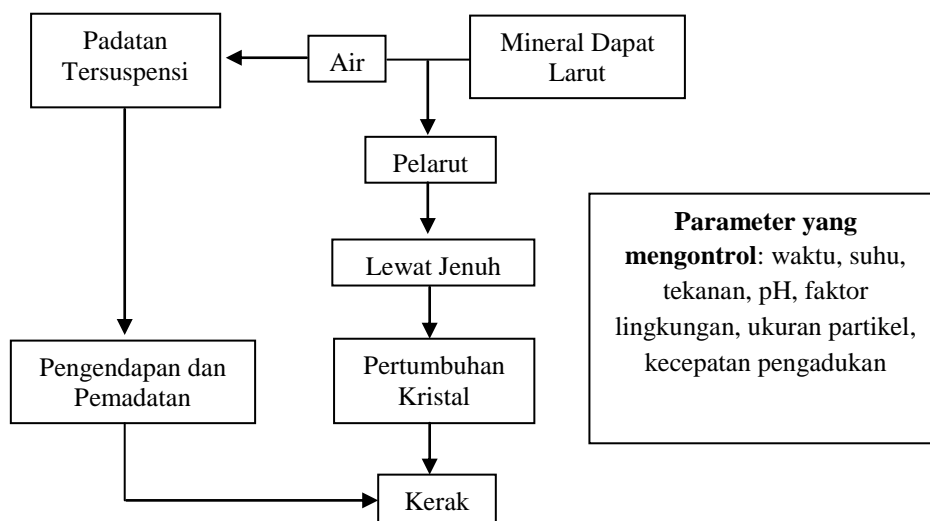 Padatan
Tersuspensi
Air
Mineral Dapat
Larut
Pelarut
Lewat Jenuh
Parameter yang
mengontrol: waktu, suhu,
tekanan, pH, faktor
lingkungan, ukuran partikel,
kecepatan pengadukan
Pengendapan dan
Pemadatan
Pertumbuhan
Kristal
Kerak